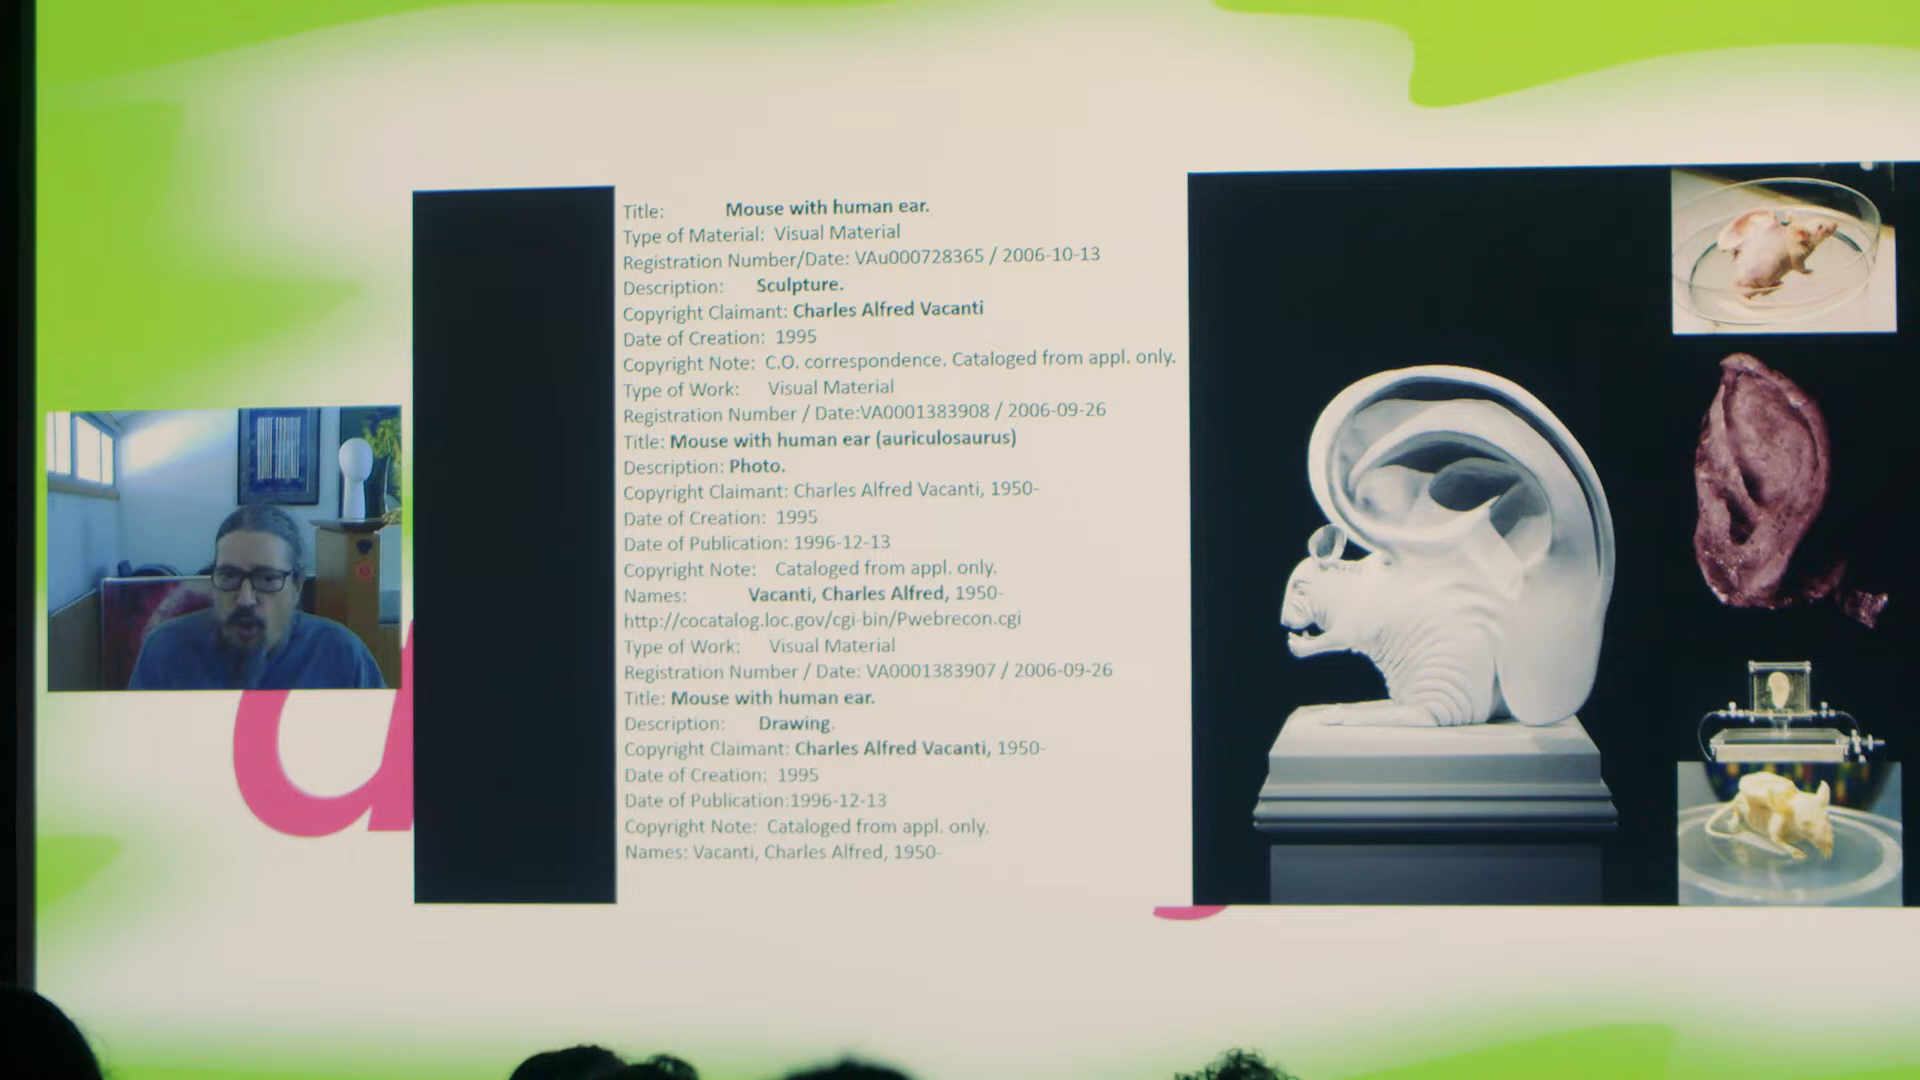 Title: Mouse with human ear.
Type of Material: Visual Material
Registration Number/Date: VAu000728365 / 2006-10-13
Description: Sculpture.
Copyright Claimant: Charles Alfred Vacanti
Date of Creation: 1995
Copyright Note: C.O. correspondence. Cataloged from appl. only.
Type of Work: Visual Material
Registration Number / Date:VA0001383908 / 2006-09-26
Title: Mouse with human ear (auriculosaurus)
Description: Photo.
Copyright Claimant: Charles Alfred Vacanti, 1950-
Date of Creation: 1995
Date of Publication: 1996-12-13
Copyright Note: Cataloged from appl. only.
Names: Vacanti, Charles Alfred, 1950-
http://cocatalog.loc.gov/cgi-bin/Pwebrecon.cgi
Type of Work: Visual Material
Registration Number / Date: VA0001383907 / 2006-09-26
Title: Mouse with human ear.
Description: Drawing.
Copyright Claimant: Charles Alfred Vacanti, 1950-
Date of Creation: 1995
Date of Publication:1996-12-13
Copyright Note: Cataloged from appl. only.
Names: Vacanti, Charles Alfred, 1950-